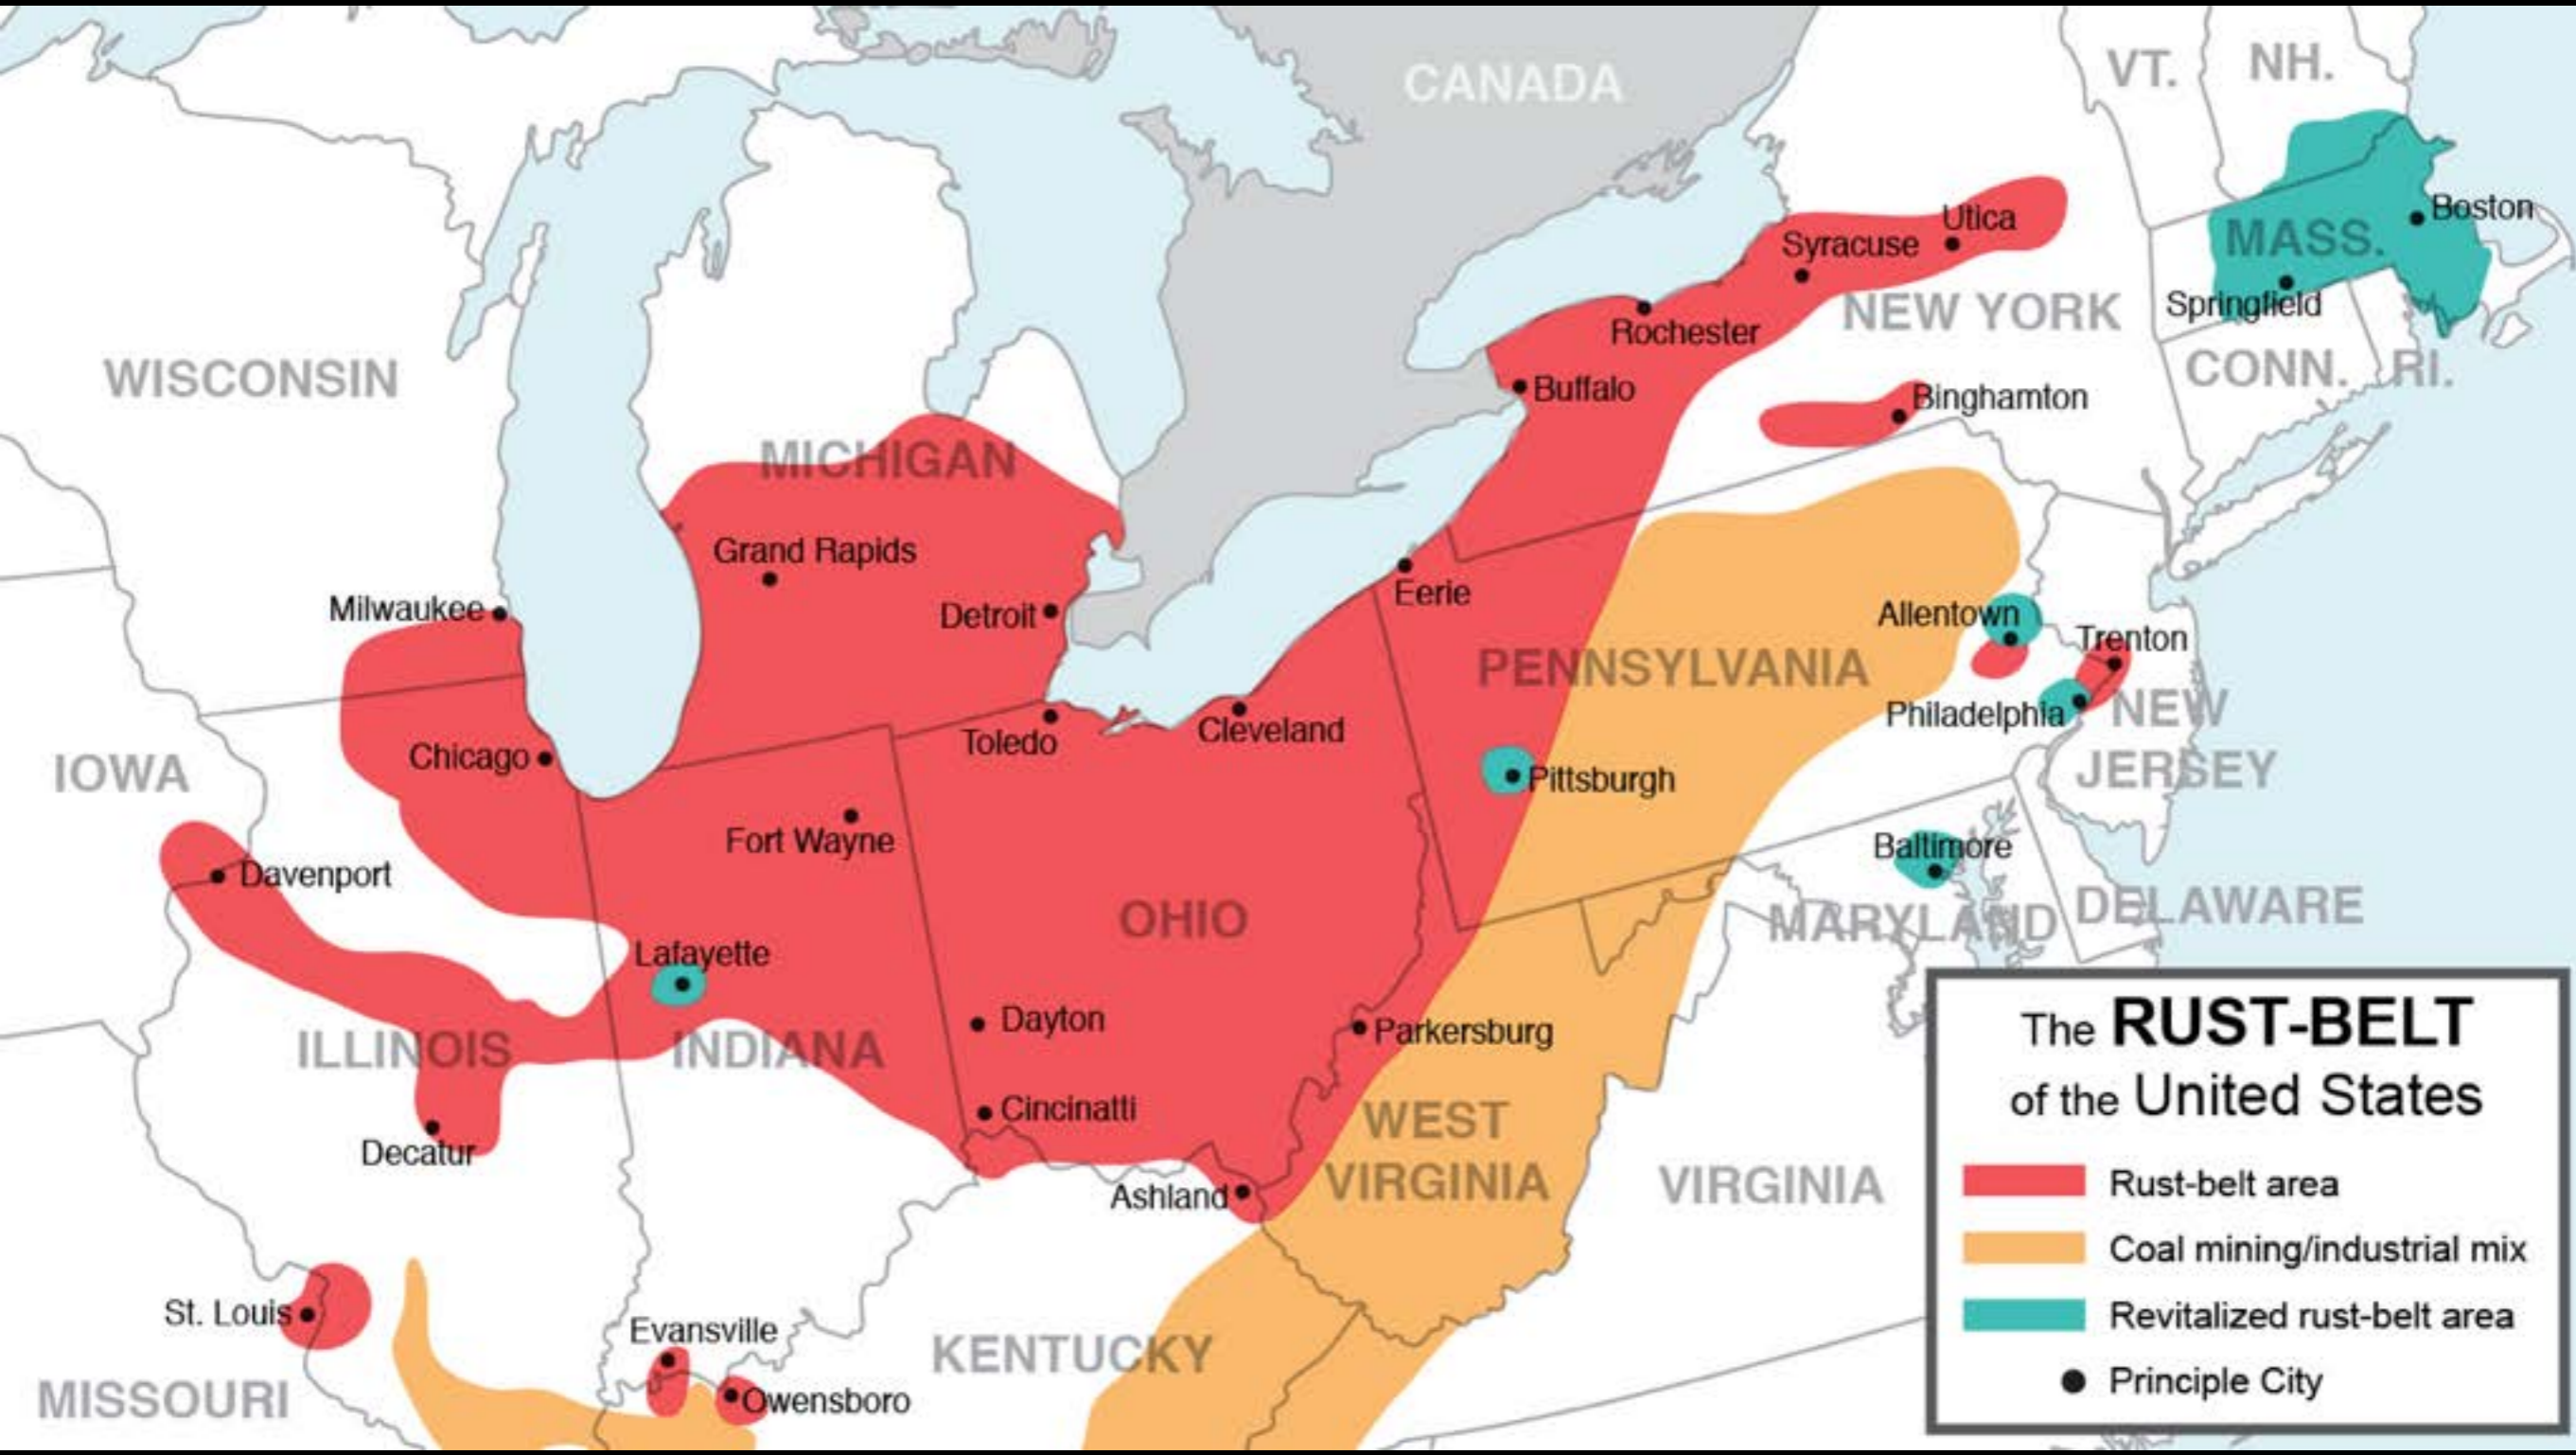 CANADA
VT.
NH.
Boston
MASS.
Utica
Syracuse
Springfield
NEW YORK
Rochester
WISCONSIN
CONN.
RI.
Buffalo
Binghamton
MICHIGAN
Grand Rapids
Eerie
Milwaukee
Detroit
Allentown
Trenton
PENNSYLVANIA
NEW
JERSEY
Philadelphia
Cleveland
Toledo
Chicago
IOWA
Pittsburgh
Fort Wayne
Baltimore
Davenport
OHIO
MARYLAND
DELAWARE
Lafayette
Dayton
Parkersburg
ILLINOIS
INDIANA
Cincinatti
WEST
VIRGINIA
Decatur
Ashland
VIRGINIA
St. Louis
Evansville
KENTUCKY
Owensboro
MISSOURI
The RUST-BELT
of the United States
Rust-belt area
Coal mining/industrial mix
Revitalized rust-belt area
Principle City